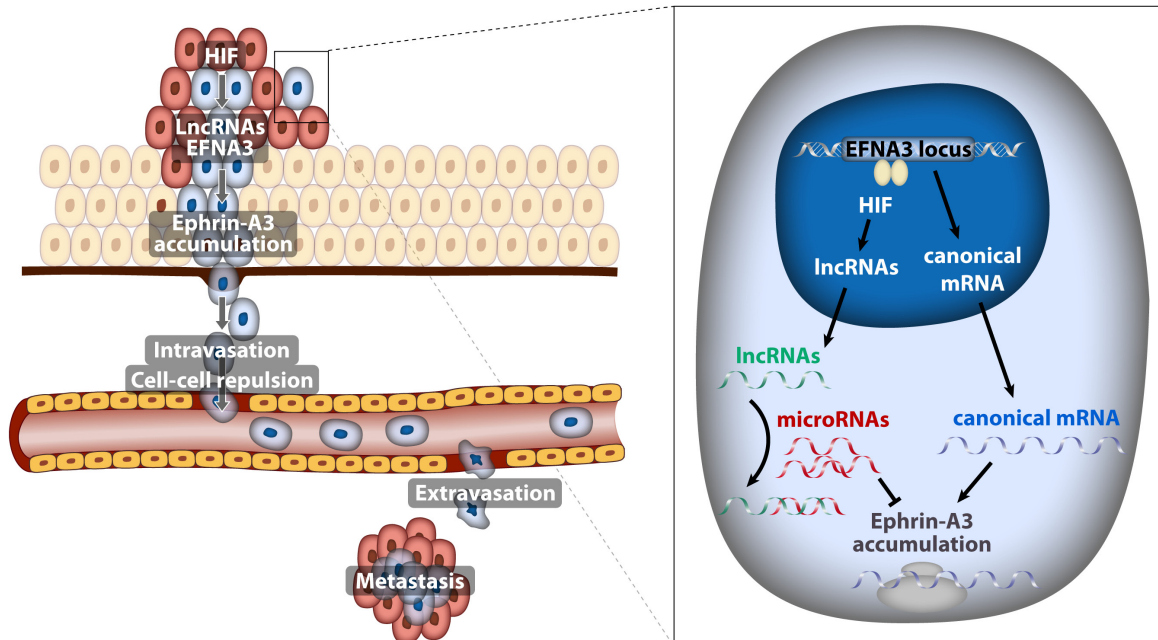 HIF
LncRNAs
EFNA3
Ephrin-A3
accumulation
Intravasation
Cell-cell repulsion
Extravasation
Metastasis
EFNA3 locus
HIF
lncRNAs
canonical
mRNA
lncRNAs
microRNAs
canonical mRNA
Ephrin-A3
accumulation